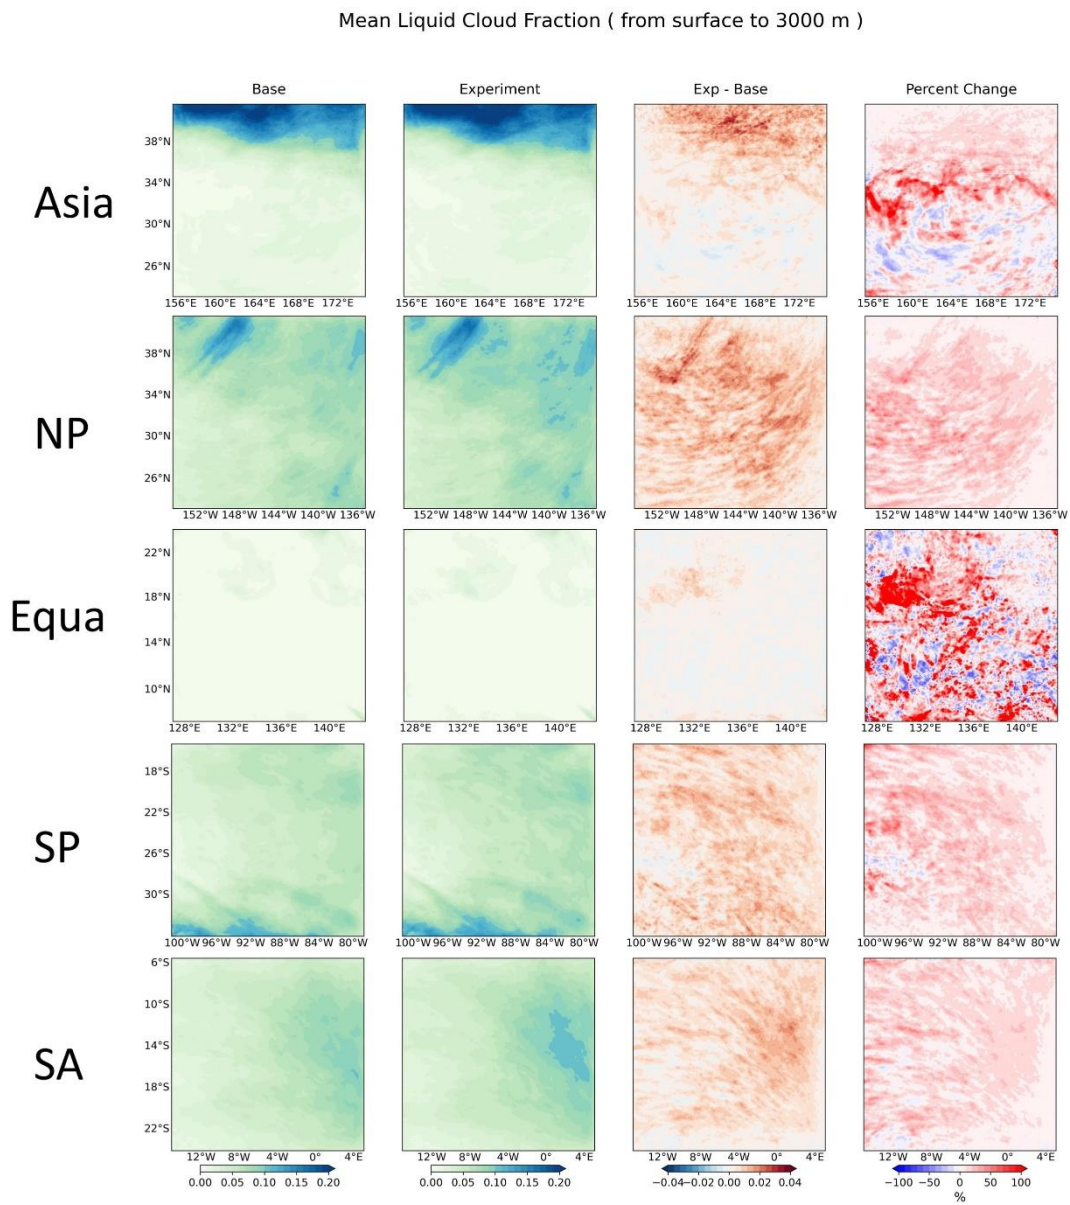 Mean Liquid Cloud Fraction ( from surface to 3000 m )
Base Experiment Exp - Base Percent Change
Asia
38°N
34°N
30°N
26°N
156°E 160°E 164°E 168°E 172°E 156°E 160°E 164°E 168°E 172°E 156°E 160°E 164°E 168°E 172°E 156°E 160°E 164°E 168°E 172°E
NP
38°N
34°N
30°N
26°N
152°W 148°W 144°W 140°W 136°W 152°W 148°W 144°W 140°W 136°W 152°W 148°W 144°W 140°W 136°W 152°W 148°W 144°W 140°W 136°W
Equa
22°N
18°N
14°N
10°N
128°E 132°E 136°E 140°E 128°E 132°E 136°E 140°E 128°E 132°E 136°E 140°E 128°E 132°E 136°E 140°E
SP
18°S
22°S
26°S
30°S
100°W 96°W 92°W 88°W 84°W 80°W 100°W 96°W 92°W 88°W 84°W 80°W 100°W 96°W 92°W 88°W 84°W 80°W 100°W 96°W 92°W 88°W 84°W 80°W
SA
6°S
10°S
14°S
18°S
22°S
12°W 8°W 4°W 0° 4°E 12°W 8°W 4°W 0° 4°E 12°W 8°W 4°W 0° 4°E 12°W 8°W 4°W 0° 4°E
0.00 0.05 0.10 0.15 0.20 0.00 0.05 0.10 0.15 0.20 −0.04 −0.02 0.00 0.02 0.04 −100 −50 0 50 100
%